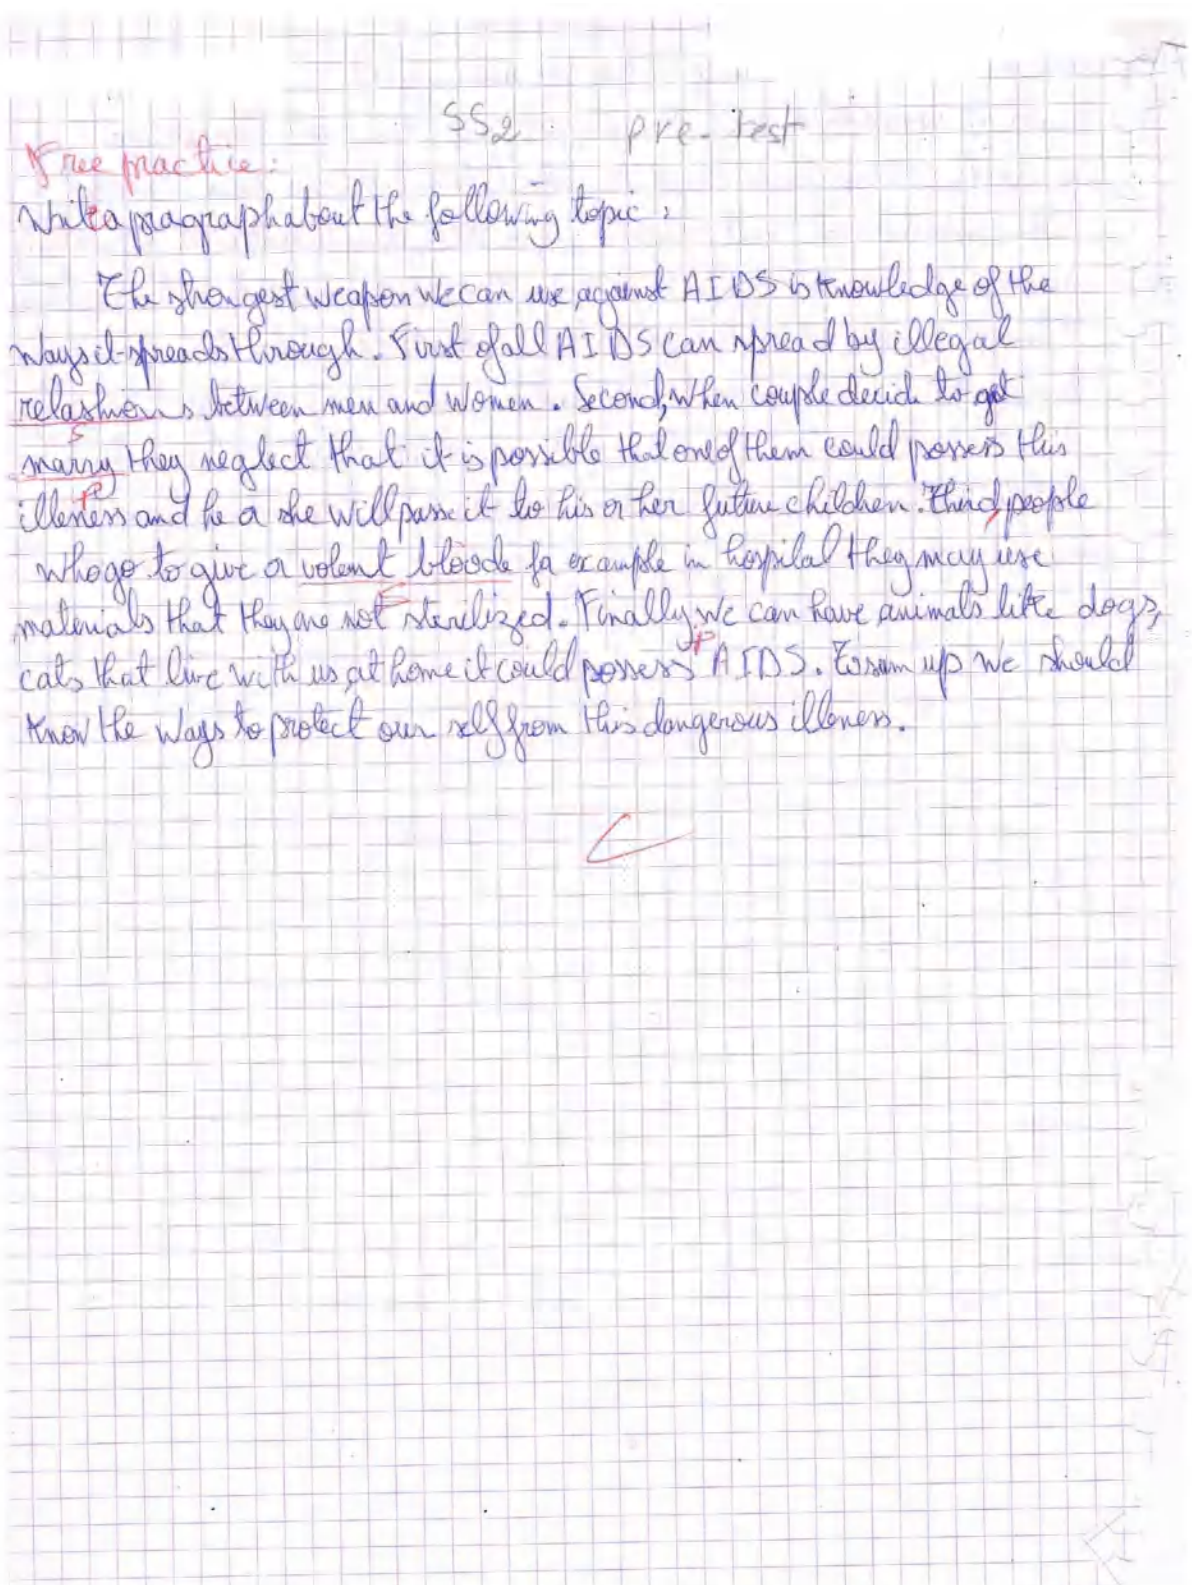 SS2 pre-test
Free practice:
Write a pragraph about the following topic:
The strongest weapon we can use against AIDS is knowledge of the
ways it spreads through. First of all AIDS can spread by illegal
relashions between men and women. Second, when couple decide to get
marry they neglect that it is possible that one of them could possess this
illeness and he or she will passe it to his or her future children. Third, people
who go to give a volent bloode for example in hospital they may use
materials that they are not sterilized. Finally, we can have animals like dogs,
cats that live with us at home it could possess AIDS. To sum up we should
know the ways to protect our self from this dangerous illeness.